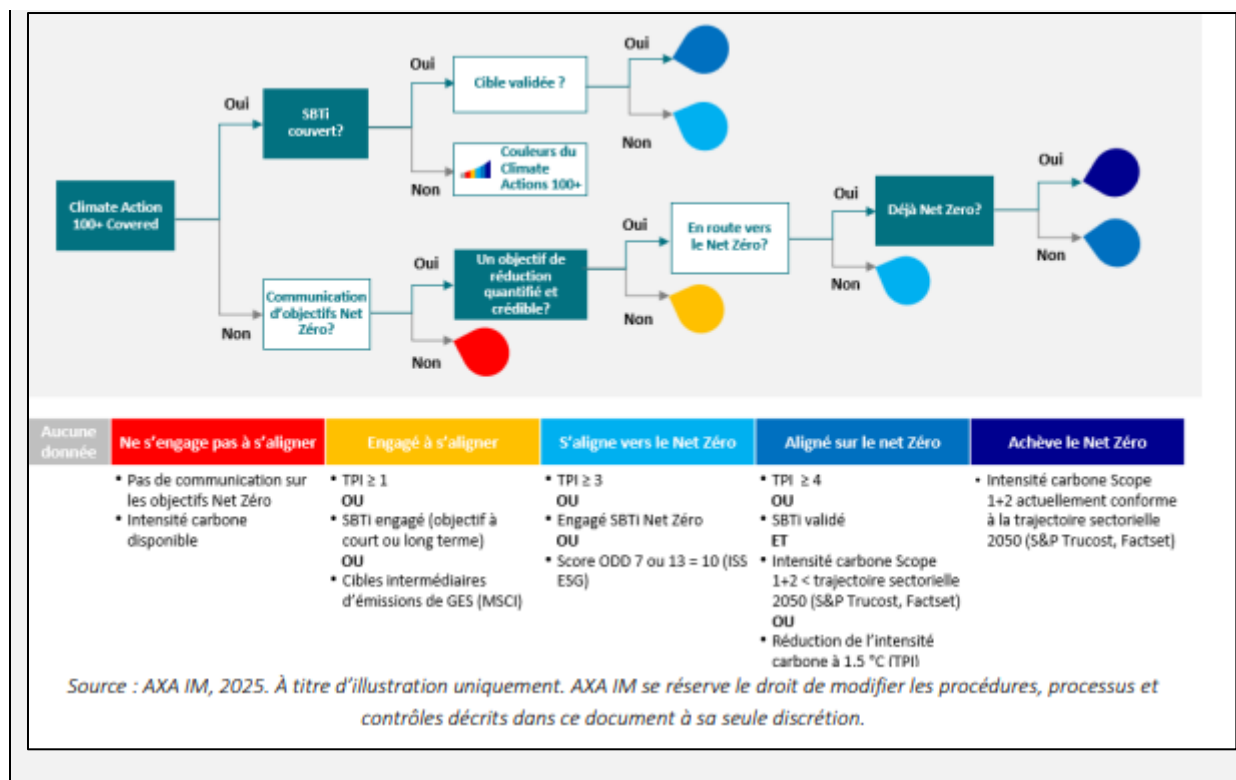 Oui
Oui
Cible validée ?
Oui
SBTi
couvert?
Non
Couleurs du
Climate
Actions 100+
Non
Climate Action
100+ Covered
Oui
Oui
Déjà Net Zero?
Oui
En route vers
le Net Zéro?
Non
Oui
Un objectif de
réduction
quantifié et
crédible?
Non
Communication
d'objectifs Net
Zéro?
Non
Non
Non
Aucune
donnée
Ne s'engage pas à s'aligner
Engagé à s'aligner
S'aligne vers le Net Zéro
Aligné sur le net Zéro
Achève le Net Zéro
• Pas de communication sur
les objectifs Net Zéro
• Intensité carbone
disponible
• TPI ≥ 1
OU
• SBTi engagé (objectif à
court ou long terme)
OU
• Cibles intermédiaires
d'émissions de GES (MSCI)
• TPI ≥ 3
OU
• Engagé SBTi Net Zéro
OU
• Score ODD 7 ou 13 = 10 (ISS
ESG)
• TPI ≥ 4
OU
• SBTi validé
ET
• Intensité carbone Scope
1+2 < trajectoire sectorielle
2050 (S&P Trucost, Factset)
OU
• Réduction de l'intensité
carbone à 1.5 °C (TPI)
• Intensité carbone Scope
1+2 actuellement conforme
à la trajectoire sectorielle
2050 (S&P Trucost, Factset)
Source : AXA IM, 2025. À titre d'illustration uniquement. AXA IM se réserve le droit de modifier les procédures, processus et
contrôles décrits dans ce document à sa seule discrétion.